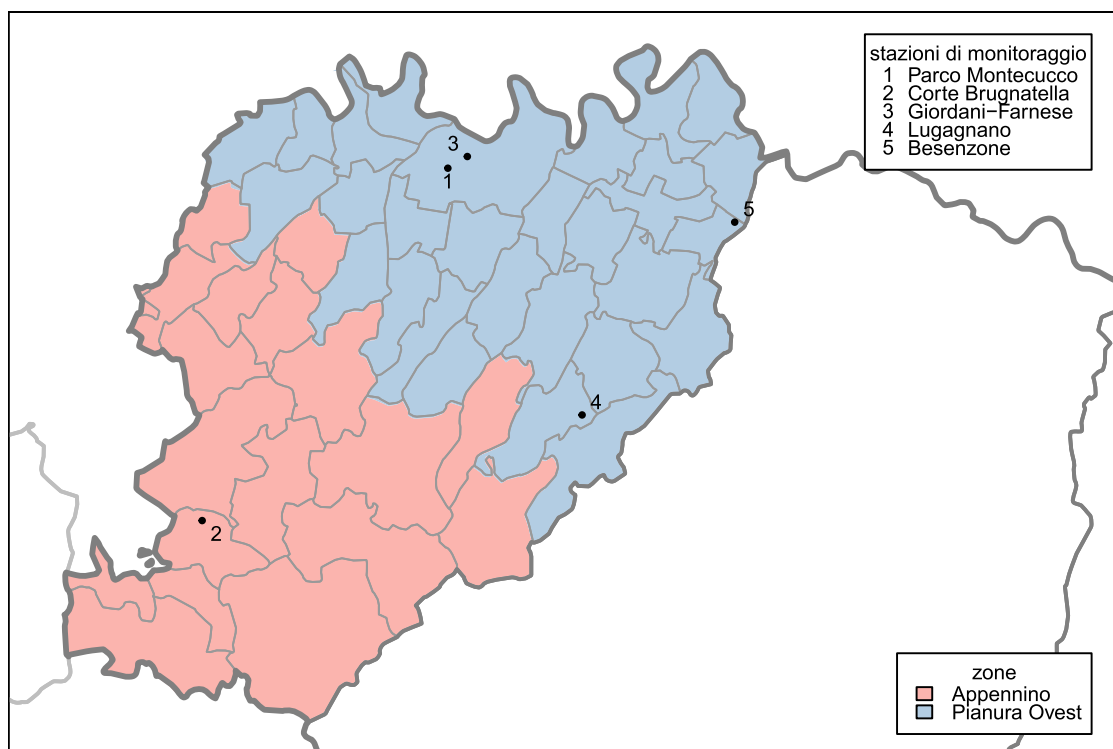 stazioni di monitoraggio
1 Parco Montecucco
2 Corte Brugnatella
3 Giordani−Farnese
4 Lugagnano
5 Besenzone
3
1
5
4
2
zone
Appennino
Pianura Ovest